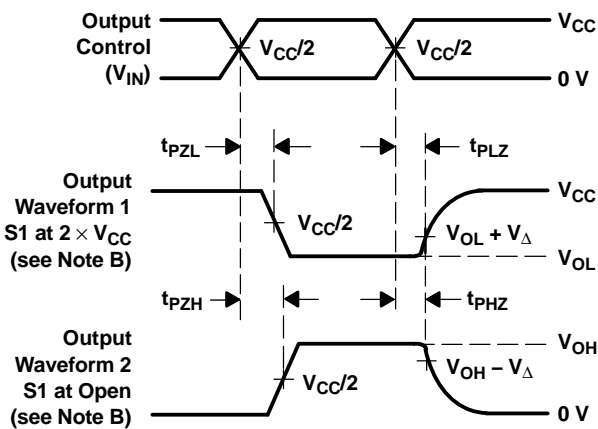 Output
Control
(VIN)
VCC/2
VCC/2
VCC
0 V
tPZL
tPLZ
Output
Waveform 1
S1 at 2 × VCC
(see Note B)
VCC/2
VCC
VOL + VΔ
VOL
tPZH
tPHZ
Output
Waveform 2
S1 at Open
(see Note B)
VCC/2
VOH
VOH − VΔ
0 V